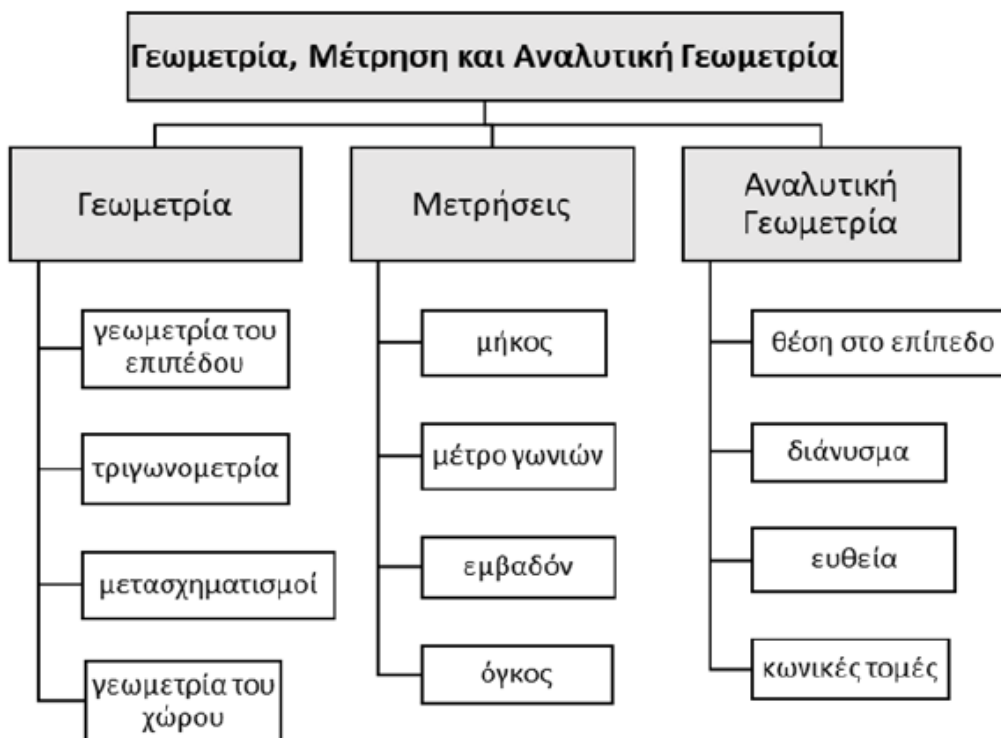 Γεωμετρία, Μέτρηση και Αναλυτική Γεωμετρία
Γεωμετρία
γεωμετρία του
επιπέδου
τριγωνομετρία
μετασχηματισμοί
γεωμετρία του
χώρου
Μετρήσεις
μήκος
μέτρο γωνιών
εμβαδόν
όγκος
Αναλυτική
Γεωμετρία
θέση στο επίπεδο
διάνυσμα
ευθεία
κωνικές τομές